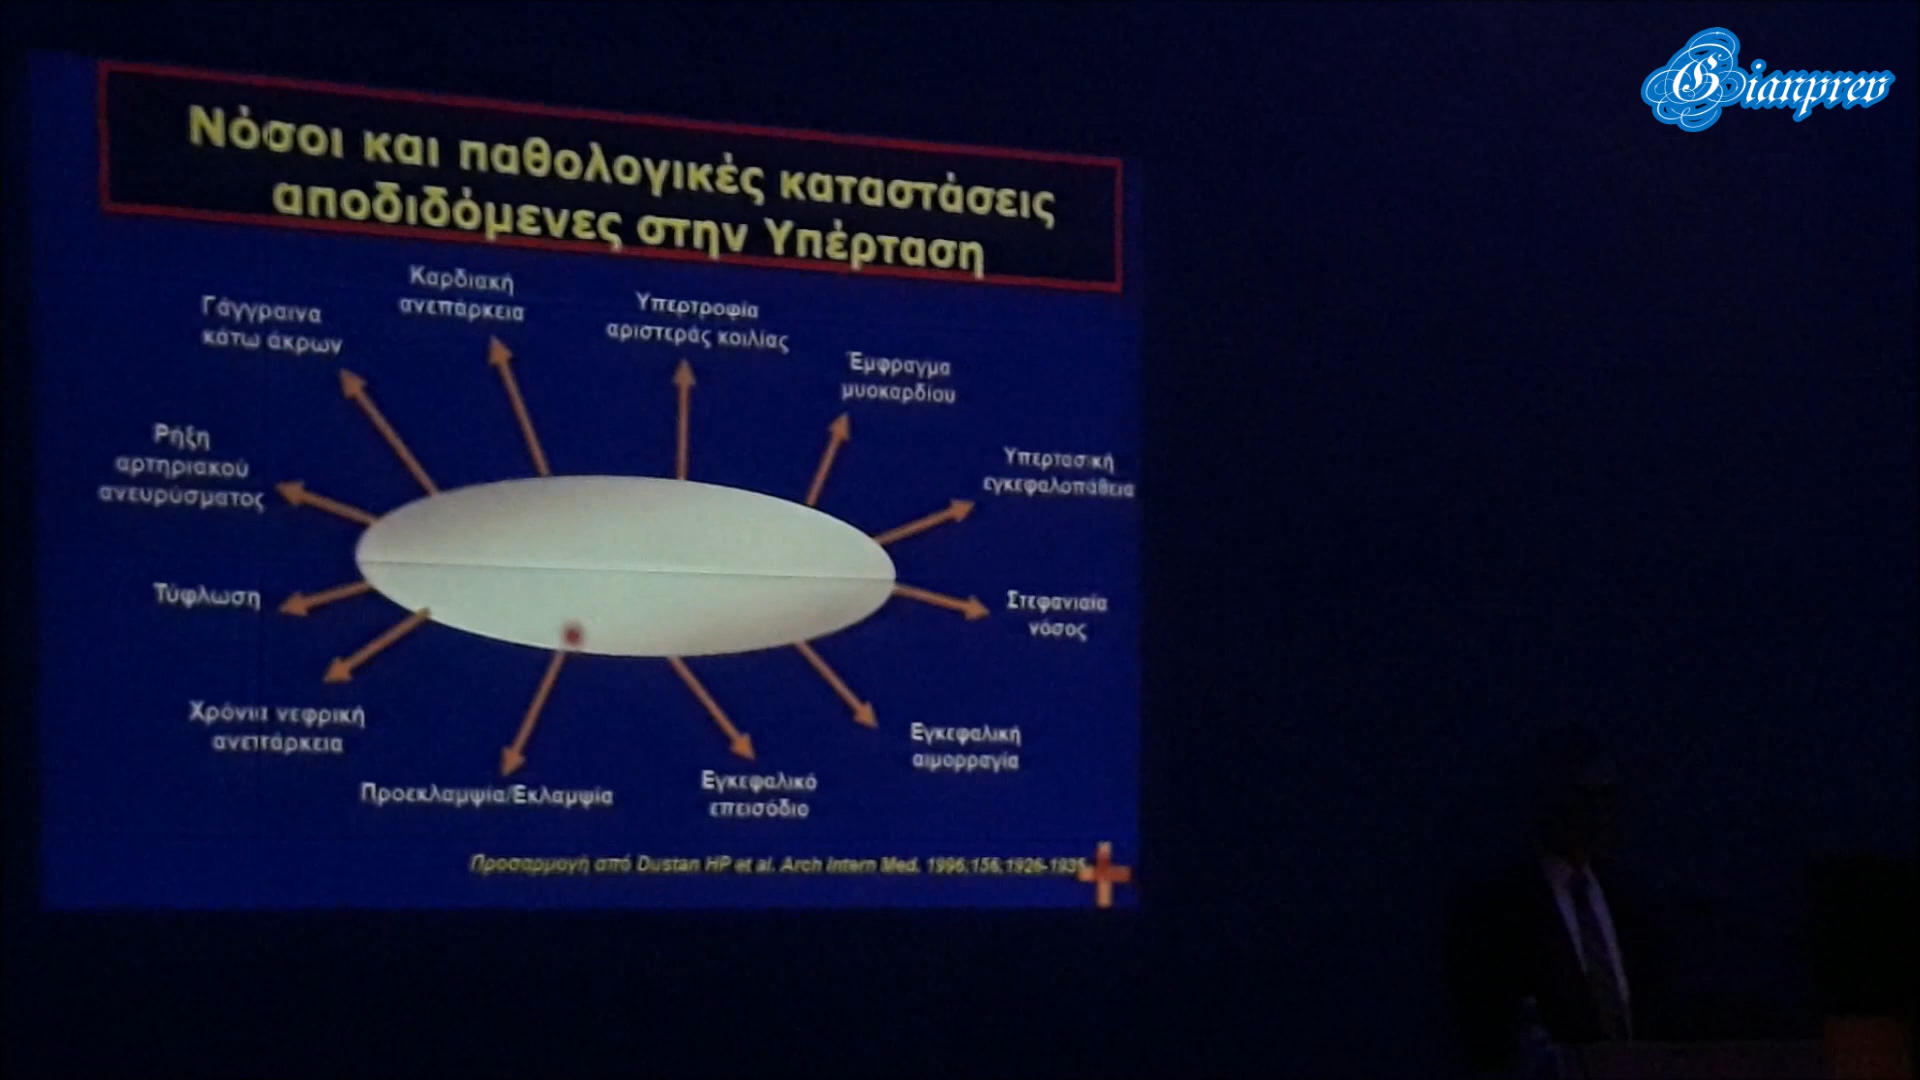 Gianprev
Νόσοι και παθολογικές καταστάσεις
αποδιδόμενες στην Υπέρταση
Καρδιακή
ανεπάρκεια
Γάγγραινα
κάτω άκρων
Υπερτροφία
αριστεράς κοιλίας
Έμφραγμα
μυοκαρδίου
Ρήξη
αρτηριακού
ανευρύσματος
Υπερτασική
εγκεφαλοπάθεια
Τύφλωση
Στεφανιαία
νόσος
Χρόνια νεφρική
ανεπάρκεια
Εγκεφαλική
αιμορραγία
Προεκλαμψία/Εκλαμψία
Εγκεφαλικό
επεισόδιο
Προσαρμογή από Dustan HP et al. Arch Intern Med. 1996;156;1926-1935